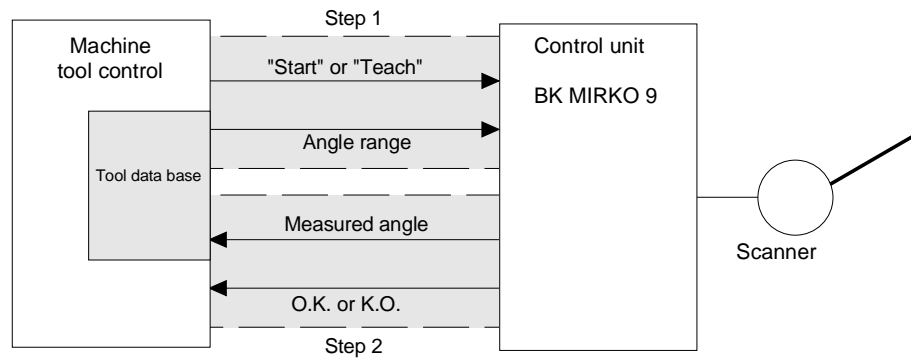 Step 1
Machine
tool control
"Start" or "Teach"
Angle range
Tool data base
Measured angle
O.K. or K.O.
Step 2
Control unit
BK MIRKO 9
Scanner